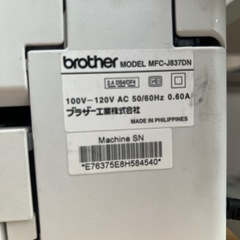 brother MODEL MFC-J837DN
100V～120V AC 50/60Hz 0.60A
ブラザー工業株式会社
MADE IN PHILIPPINES
Machine SN
*E76375E8H584540*